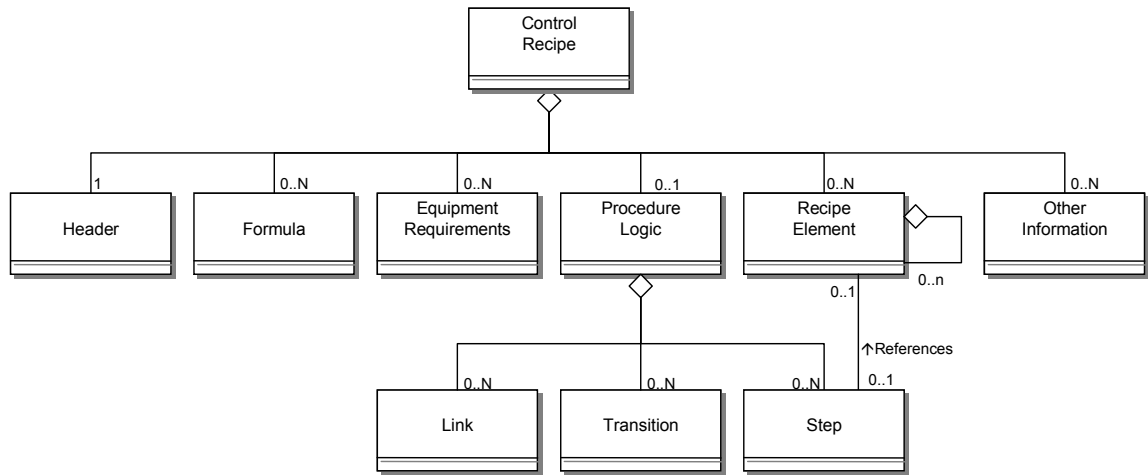 Control
Recipe
1
0..N
0..N
0..1
0..N
0..N
Header
Formula
Equipment
Requirements
Procedure
Logic
Recipe
Element
Other
Information
0..n
0..1
↑References
0..N
0..N
0..N
0..1
Link
Transition
Step